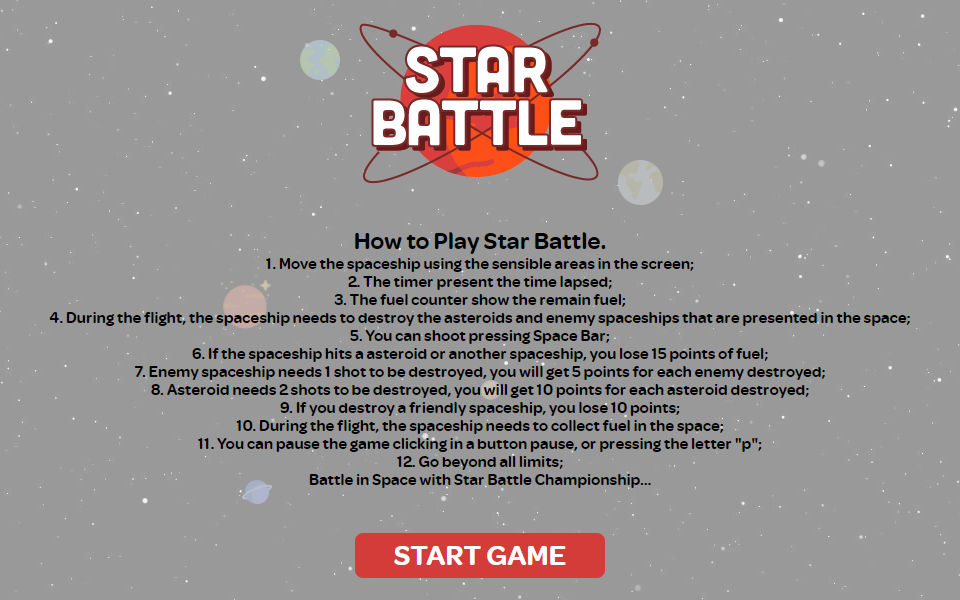 STAR
BATTLE
How to Play Star Battle.
1. Move the spaceship using the sensible areas in the screen;
2. The timer present the time lapsed;
3. The fuel counter show the remain fuel;
4. During the flight, the spaceship needs to destroy the asteroids and enemy spaceships that are presented in the space;
5. You can shoot pressing Space Bar;
6. If the spaceship hits a asteroid or another spaceship, you lose 15 points of fuel;
7. Enemy spaceship needs 1 shot to be destroyed, you will get 5 points for each enemy destroyed;
8. Asteroid needs 2 shots to be destroyed, you will get 10 points for each asteroid destroyed;
9. If you destroy a friendly spaceship, you lose 10 points;
10. During the flight, the spaceship needs to collect fuel in the space;
11. You can pause the game clicking in a button pause, or pressing the letter "p";
12. Go beyond all limits;
Battle in Space with Star Battle Championship...
START GAME